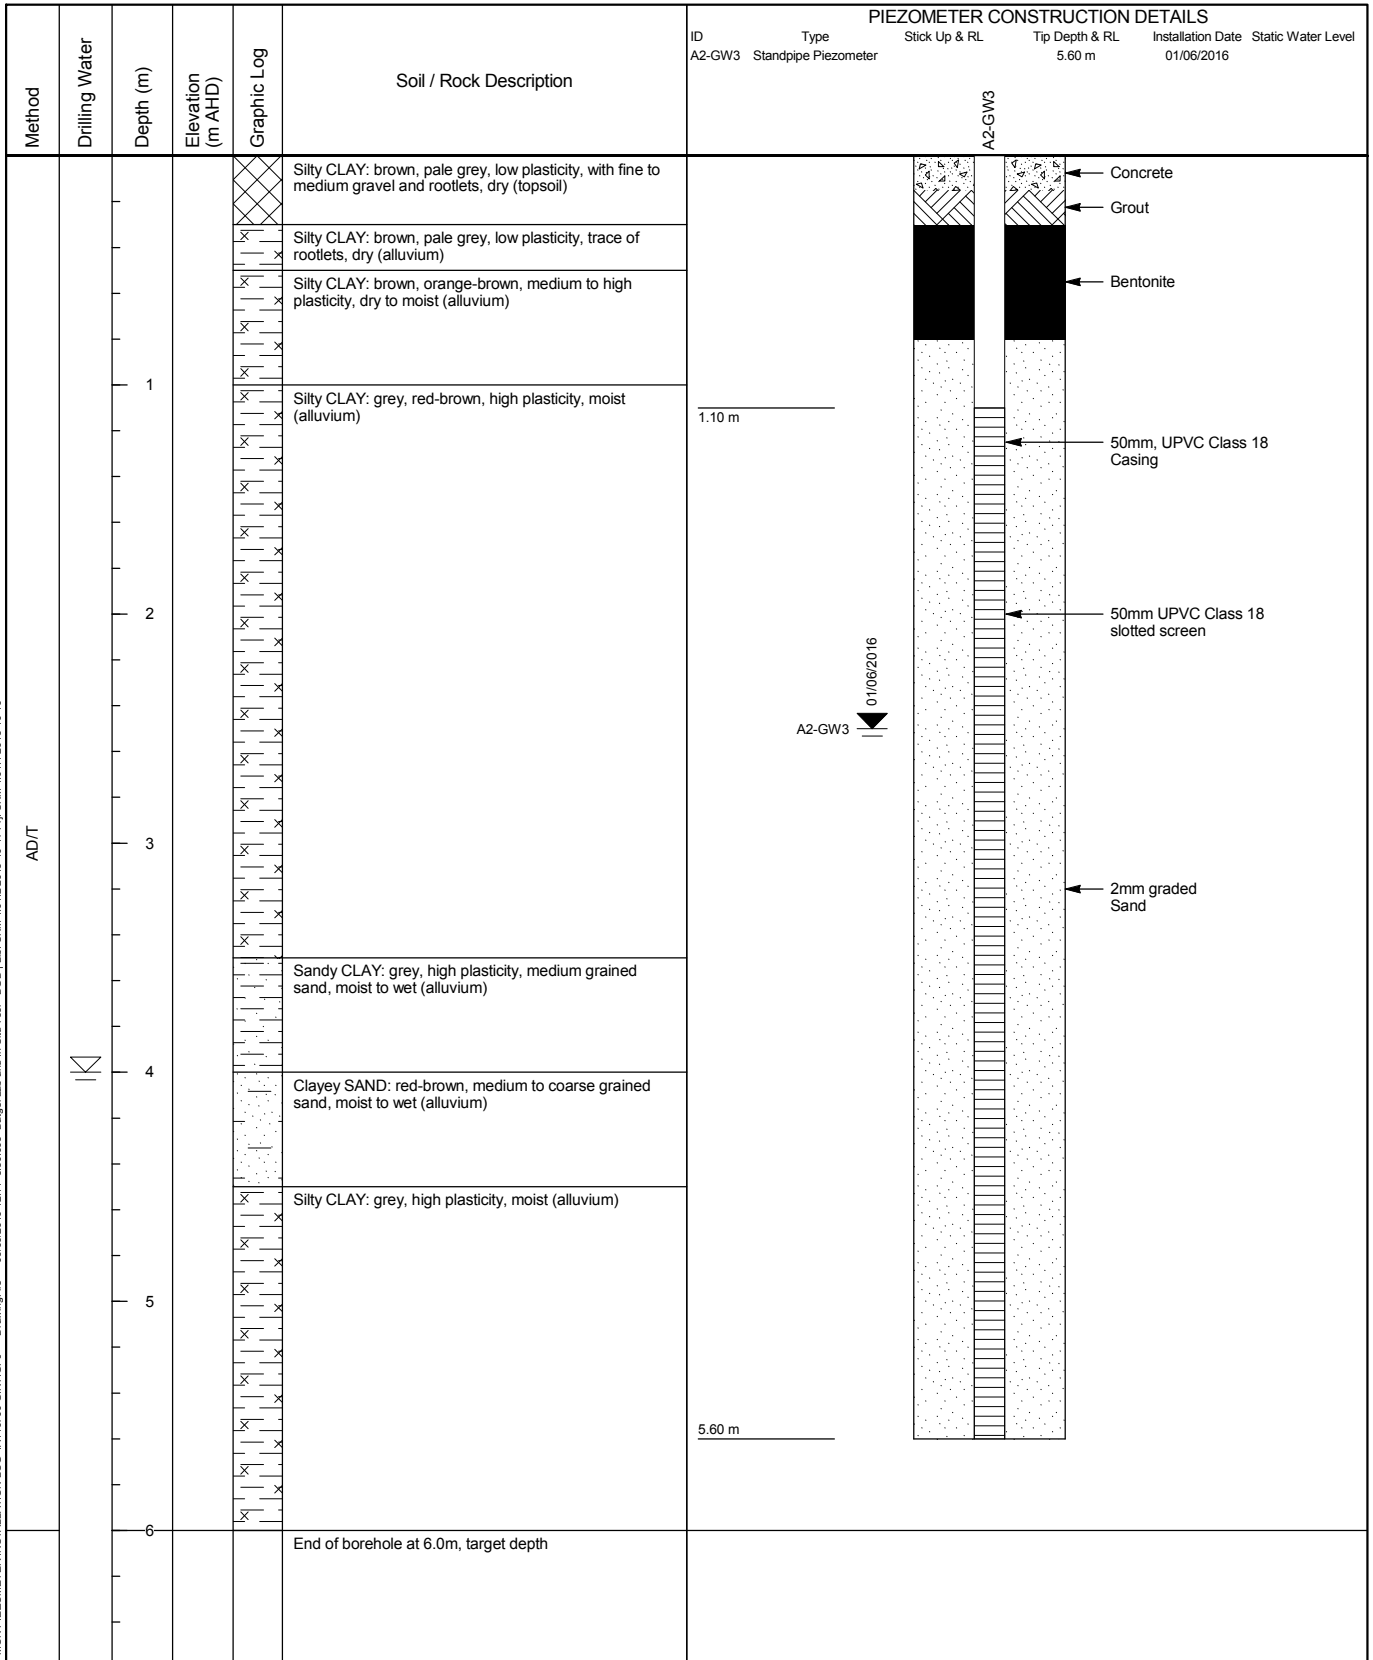 PIEZOMETER CONSTRUCTION DETAILS
ID Type Stick Up & RL Tip Depth & RL Installation Date Static Water Level
A2-GW3 Standpipe Piezometer 5.60 m 01/06/2016
Method
Drilling Water
Depth (m)
Elevation
(m AHD)
Graphic Log
Soil / Rock Description
A2-GW3
Silty CLAY: brown, pale grey, low plasticity, with fine to
medium gravel and rootlets, dry (topsoil)
Concrete
Grout
Silty CLAY: brown, pale grey, low plasticity, trace of
rootlets, dry (alluvium)
Silty CLAY: brown, orange-brown, medium to high
plasticity, dry to moist (alluvium)
Bentonite
1
Silty CLAY: grey, red-brown, high plasticity, moist
(alluvium)
1.10 m
50mm, UPVC Class 18
Casing
2
50mm UPVC Class 18
slotted screen
01/06/2016
A2-GW3
AD/T
3
2mm graded
Sand
Sandy CLAY: grey, high plasticity, medium grained
sand, moist to wet (alluvium)
4
Clayey SAND: red-brown, medium to coarse grained
sand, moist to wet (alluvium)
Silty CLAY: grey, high plasticity, moist (alluvium)
5
5.60 m
6
End of borehole at 6.0m, target depth